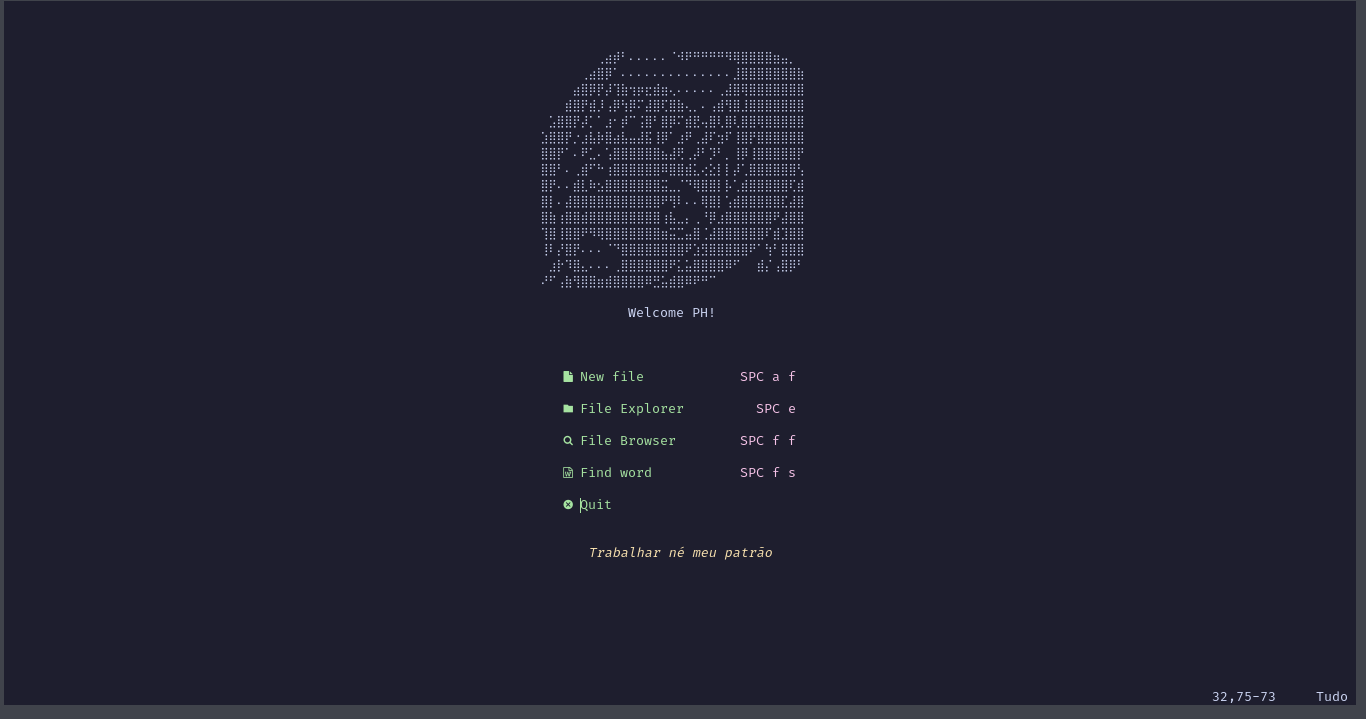 Welcome PH!
New file SPC a f
File Explorer SPC e
File Browser SPC f f
Find word SPC f s
Quit
Trabalhar né meu patrão
32,75-73 Tudo